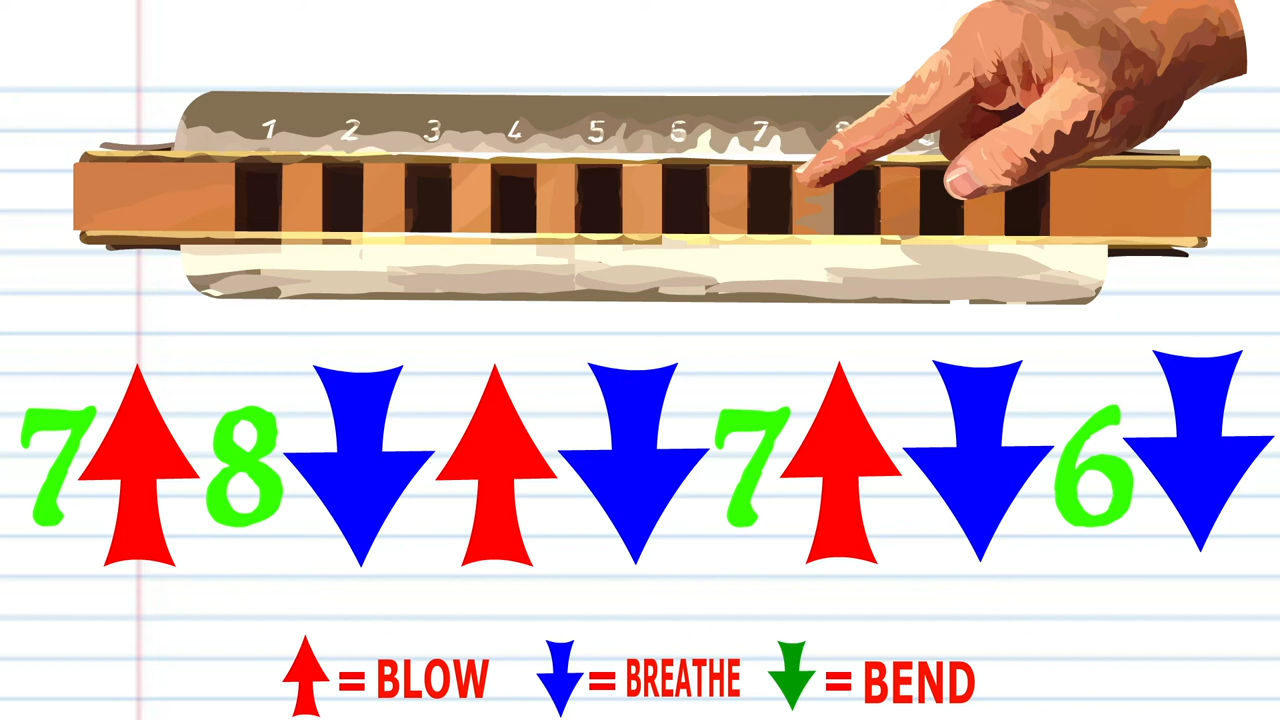 1 2 3 4 5 6 7
7 8 7 6
= BLOW = BREATHE = BEND